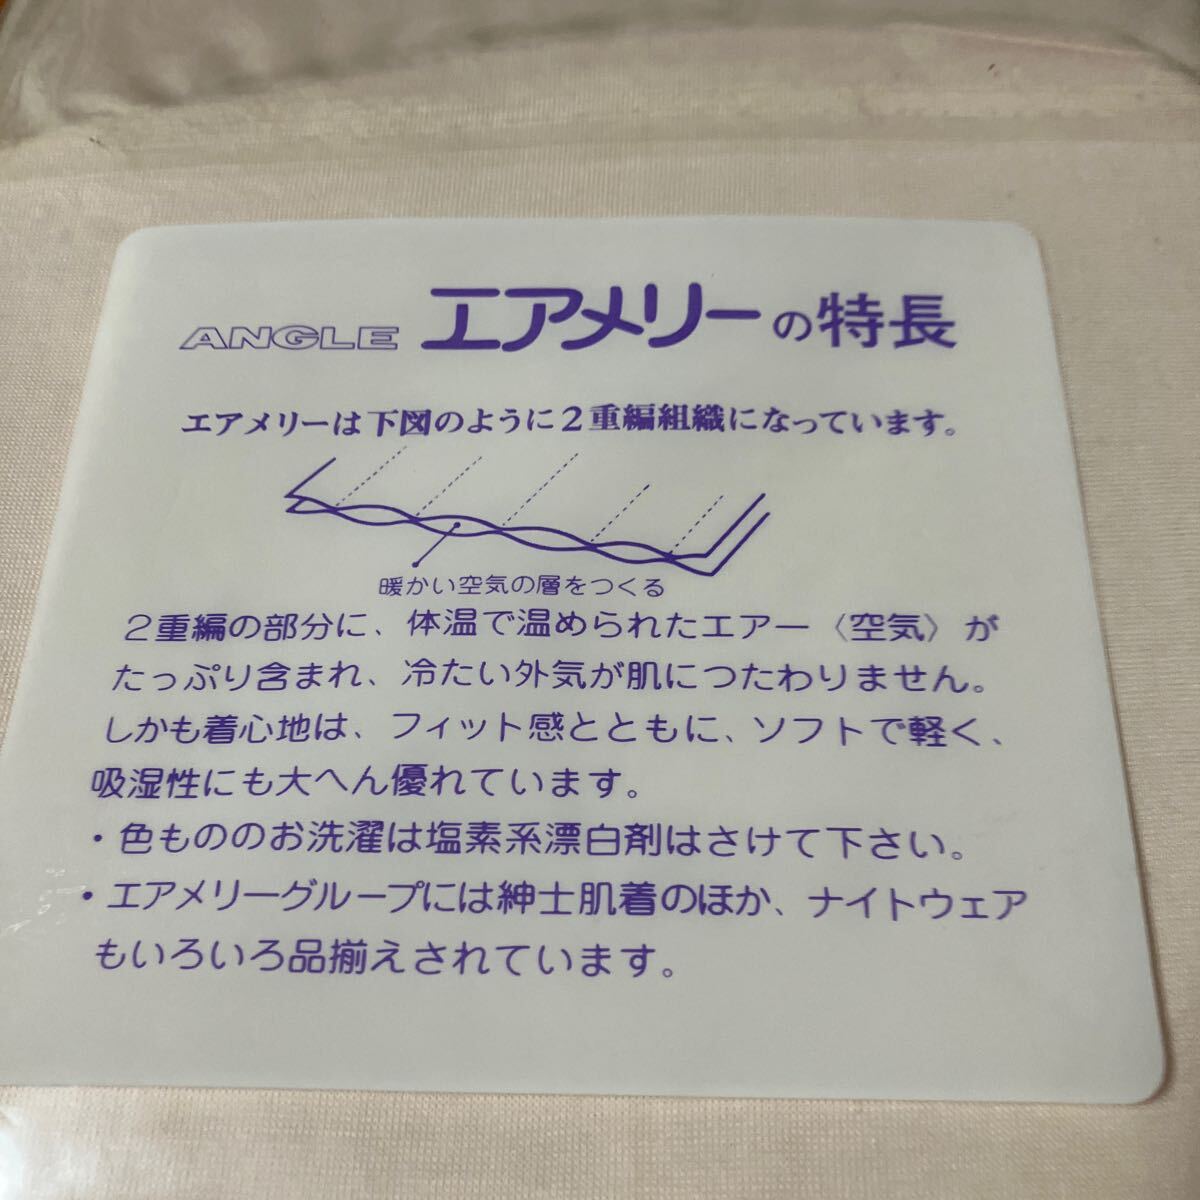 ANGLE エアメリーの特長
エアメリーは下図のように2重編組織になっています。
暖かい空気の層をつくる
2重編の部分に、体温で温められたエアー〈空気〉が
たっぷり含まれ、冷たい外気が肌につたわりません。
しかも着心地は、フィット感とともに、ソフトで軽く、
吸湿性にも大へん優れています。
・色もののお洗濯は塩素系漂白剤はさけて下さい。
・エアメリーグループには紳士肌着のほか、ナイトウェア
もいろいろ品揃えされています。